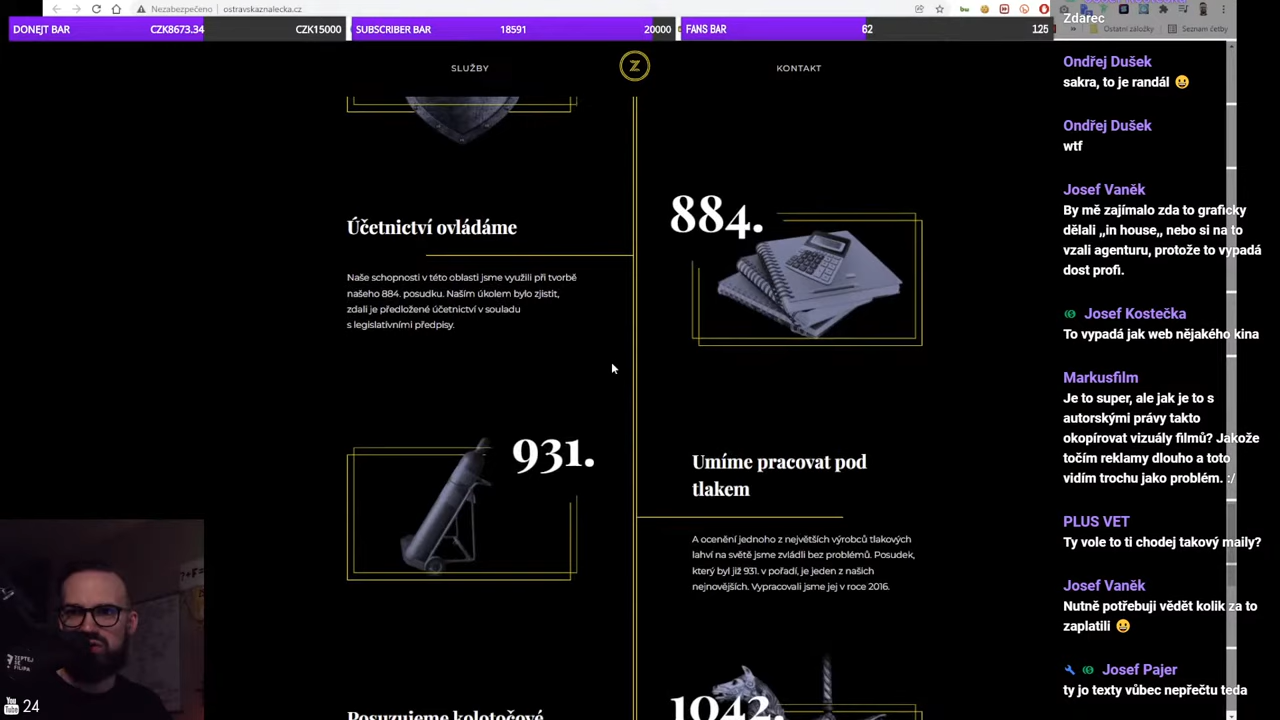 Nezabezpečeno
ostravskaznalecka.cz
Ostatní záložky
Seznam četby
DONEJT BAR
CZK8673.34
CZK15000
SUBSCRIBER BAR
18591
20000
FANS BAR
62
125
SLUŽBY
Z
KONTAKT
Účetnictví ovládáme
Naše schopnosti v této oblasti jsme využili při tvorbě
našeho 884. posudku. Naším úkolem bylo zjistit,
zdali je předložené účetnictví v souladu
s legislativními předpisy.
884.
931.
Umíme pracovat pod
tlakem
A ocenění jednoho z největších výrobců tlakových
lahví na světě jsme zvládli bez problémů. Posudek,
který byl již 931. v pořadí, je jeden z našich
nejnovějších. Vypracovali jsme jej v roce 2016.
Posuzujeme kolotočové
1042.
Zdarec
Ondřej Dušek
sakra, to je randál 😀
Ondřej Dušek
wtf
Josef Vaněk
By mě zajímalo zda to graficky
dělali „in house„ nebo si na to
vzali agenturu, protože to vypadá
dost profi.
Josef Kostečka
To vypadá jak web nějakého kina
Markusfilm
Je to super, ale jak je to s
autorskými právy takto
okopírovat vizuály filmů? Jakože
točím reklamy dlouho a toto
vidím trochu jako problém. :/
PLUS VET
Ty vole to ti chodej takový maily?
Josef Vaněk
Nutně potřebuji vědět kolik za to
zaplatili 😀
Josef Pajer
ty jo texty vůbec nepřečtu teda
ZEPTEJ
SE
FILIPA
You
Tube
24